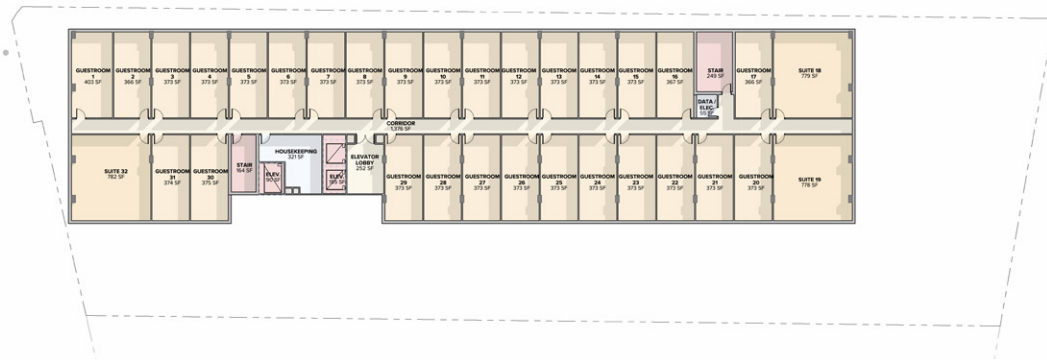 GUESTROOM
1
403 SF
GUESTROOM
2
366 SF
GUESTROOM
3
373 SF
GUESTROOM
4
373 SF
GUESTROOM
5
373 SF
GUESTROOM
6
373 SF
GUESTROOM
7
373 SF
GUESTROOM
8
373 SF
GUESTROOM
9
373 SF
GUESTROOM
10
373 SF
GUESTROOM
11
373 SF
GUESTROOM
12
373 SF
GUESTROOM
13
373 SF
GUESTROOM
14
373 SF
GUESTROOM
15
373 SF
GUESTROOM
16
367 SF
STAIR
249 SF
GUESTROOM
17
366 SF
SUITE 18
779 SF
DATA /
ELEC.
CORRIDOR
1,376 SF
SUITE 32
782 SF
GUESTROOM
31
374 SF
GUESTROOM
30
375 SF
STAIR
164 SF
HOUSEKEEPING
321 SF
ELEV.
90 SF
ELEV.
ELEVATOR
LOBBY
252 SF
GUESTROOM
29
373 SF
GUESTROOM
28
373 SF
GUESTROOM
27
373 SF
GUESTROOM
26
373 SF
GUESTROOM
25
373 SF
GUESTROOM
24
373 SF
GUESTROOM
23
373 SF
GUESTROOM
22
373 SF
GUESTROOM
21
373 SF
GUESTROOM
20
373 SF
SUITE 19
778 SF